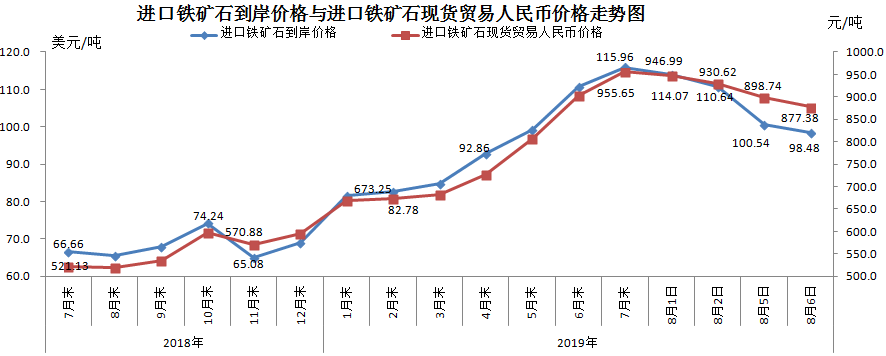 进口铁矿石到岸价格与进口铁矿石现货贸易人民币价格走势图
美元/吨
进口铁矿石到岸价格
进口铁矿石现货贸易人民币价格
元/吨
120.0
110.0
100.0
90.0
80.0
70.0
60.0
1000.0
950.0
900.0
850.0
800.0
750.0
700.0
650.0
600.0
550.0
500.0
66.66
521.13
74.24
570.88
65.08
673.25
82.78
92.86
115.96
955.65
946.99
114.07
930.62
110.64
898.74
100.54
877.38
98.48
7月末
8月末
9月末
10月末
11月末
12月末
1月末
2月末
3月末
4月末
5月末
6月末
7月末
8月1日
8月2日
8月5日
8月6日
2018年
2019年